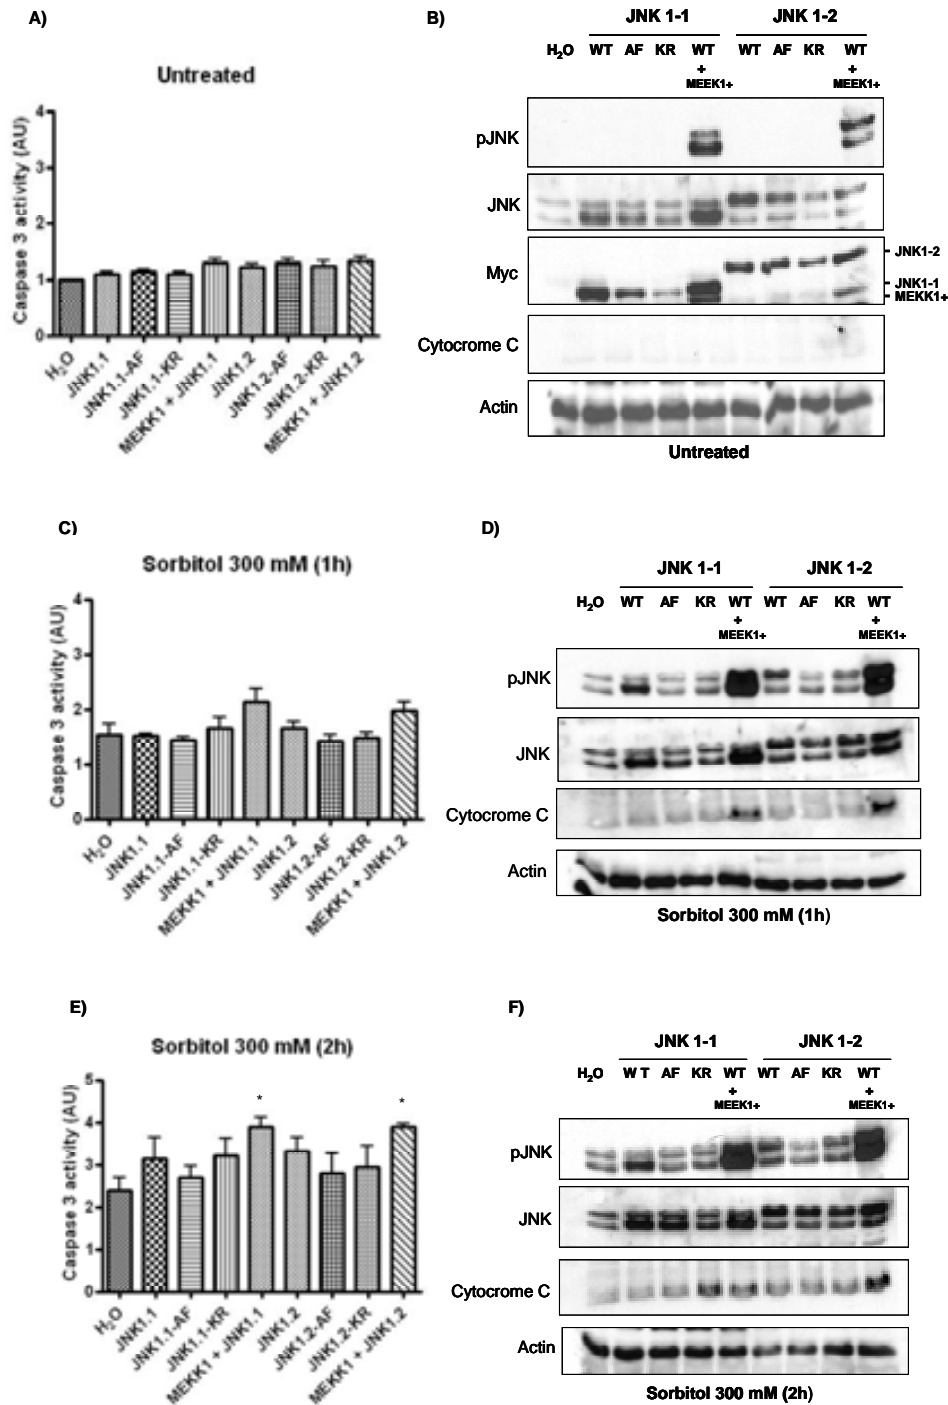 A)
Untreated
Caspase 3 activity (AU)
4
3
2
1
0
H₂O
JNK1.1
JNK1.1-AF
JNK1.1-KR
MEKK1 + JNK1.1
JNK1.2
JNK1.2-AF
JNK1.2-KR
MEKK1 + JNK1.2
B)
JNK 1-1 JNK 1-2
H₂O WT AF KR WT WT AF KR WT
+ +
MEEK1+ MEEK1+
pJNK
JNK
Myc
JNK1-2
JNK1-1
MEKK1+
Cytocrome C
Actin
Untreated
C)
Sorbitol 300 mM (1h)
Caspase 3 activity (AU)
4
3
2
1
0
H₂O
JNK1.1
JNK1.1-AF
JNK1.1-KR
MEKK1 + JNK1.1
JNK1.2
JNK1.2-AF
JNK1.2-KR
MEKK1 + JNK1.2
D)
JNK 1-1 JNK 1-2
H₂O WT AF KR WT WT AF KR WT
+ +
MEEK1+ MEEK1+
pJNK
JNK
Cytocrome C
Actin
Sorbitol 300 mM (1h)
E)
Sorbitol 300 mM (2h)
Caspase 3 activity (AU)
5
4
3
2
1
0
* *
H₂O
JNK1.1
JNK1.1-AF
JNK1.1-KR
MEKK1 + JNK1.1
JNK1.2
JNK1.2-AF
JNK1.2-KR
MEKK1 + JNK1.2
F)
JNK 1-1 JNK 1-2
H₂O W T AF KR WT WT AF KR WT
+ +
MEEK1+ MEEK1+
pJNK
JNK
Cytocrome C
Actin
Sorbitol 300 mM (2h)